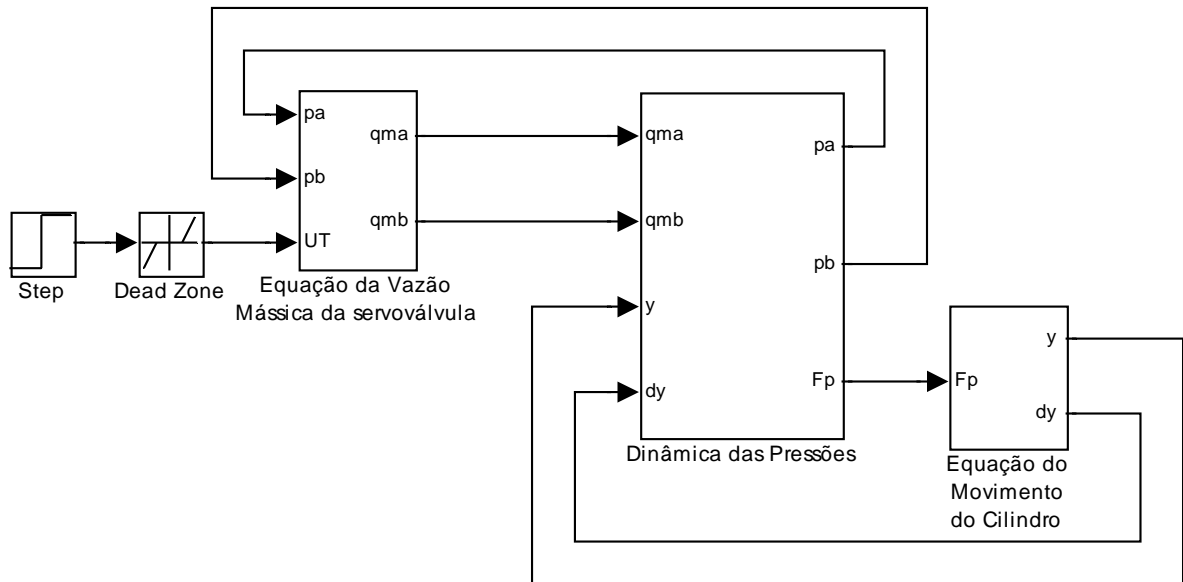 pa
pb
UT
qma
qmb
Equação da Vazão
Mássica da servoválvula
Step
Dead Zone
qma
qmb
y
dy
pa
pb
Fp
Dinâmica das Pressões
Fp
y
dy
Equação do
Movimento
do Cilindro